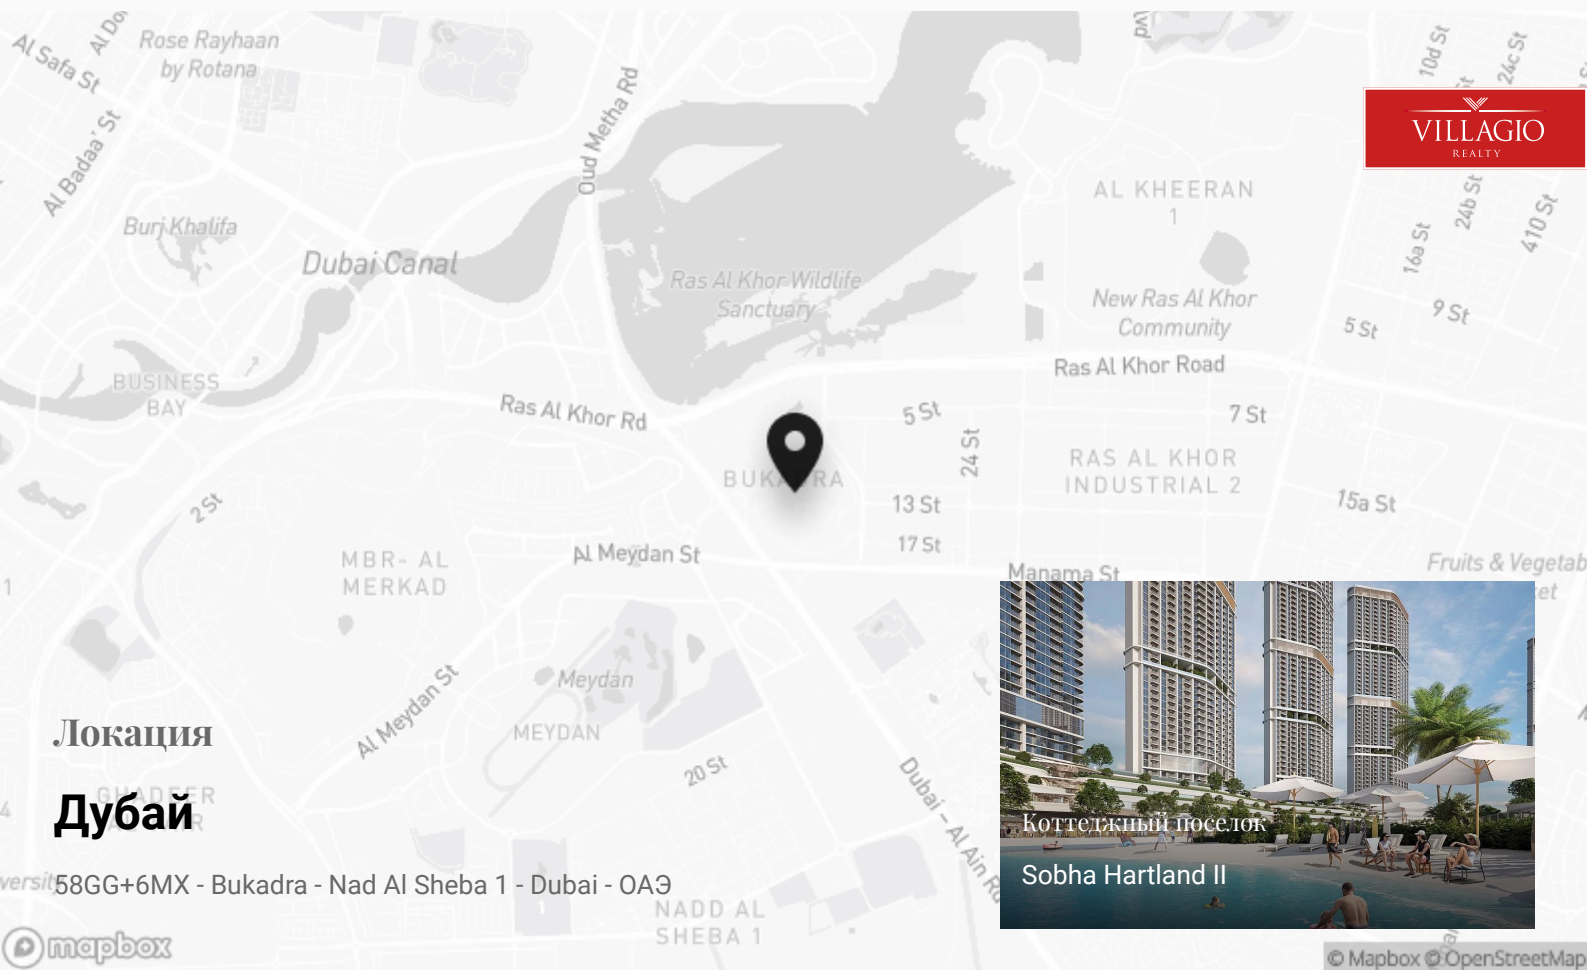 Rose Rayhaan
by Rotana
Al Safa St
Al Badaa' St
Oud Metha Rd
10d St
24c St
VILLAGIO
REALTY
AL KHEERAN
1
24b St
410 St
16a St
Burj Khalifa
Dubai Canal
Ras Al Khor Wildlife
Sanctuary
New Ras Al Khor
Community
9 St
5 St
Ras Al Khor Road
BUSINESS
BAY
Ras Al Khor Rd
5 St
7 St
24 St
RAS AL KHOR
INDUSTRIAL 2
13 St
15a St
2 St
17 St
Al Meydan St
MBR- AL
MERKAD
Manama St
Fruits & Vegetab
1
Meydan
Al Meydan St
MEYDAN
20 St
Dubai – Al Ain Rd
Локация
Дубай
58GG+6MX - Bukadra - Nad Al Sheba 1 - Dubai - ОАЭ
NADD AL
SHEBA 1
Коттеджный поселок
Sobha Hartland II
mapbox
© Mapbox © OpenStreetMap